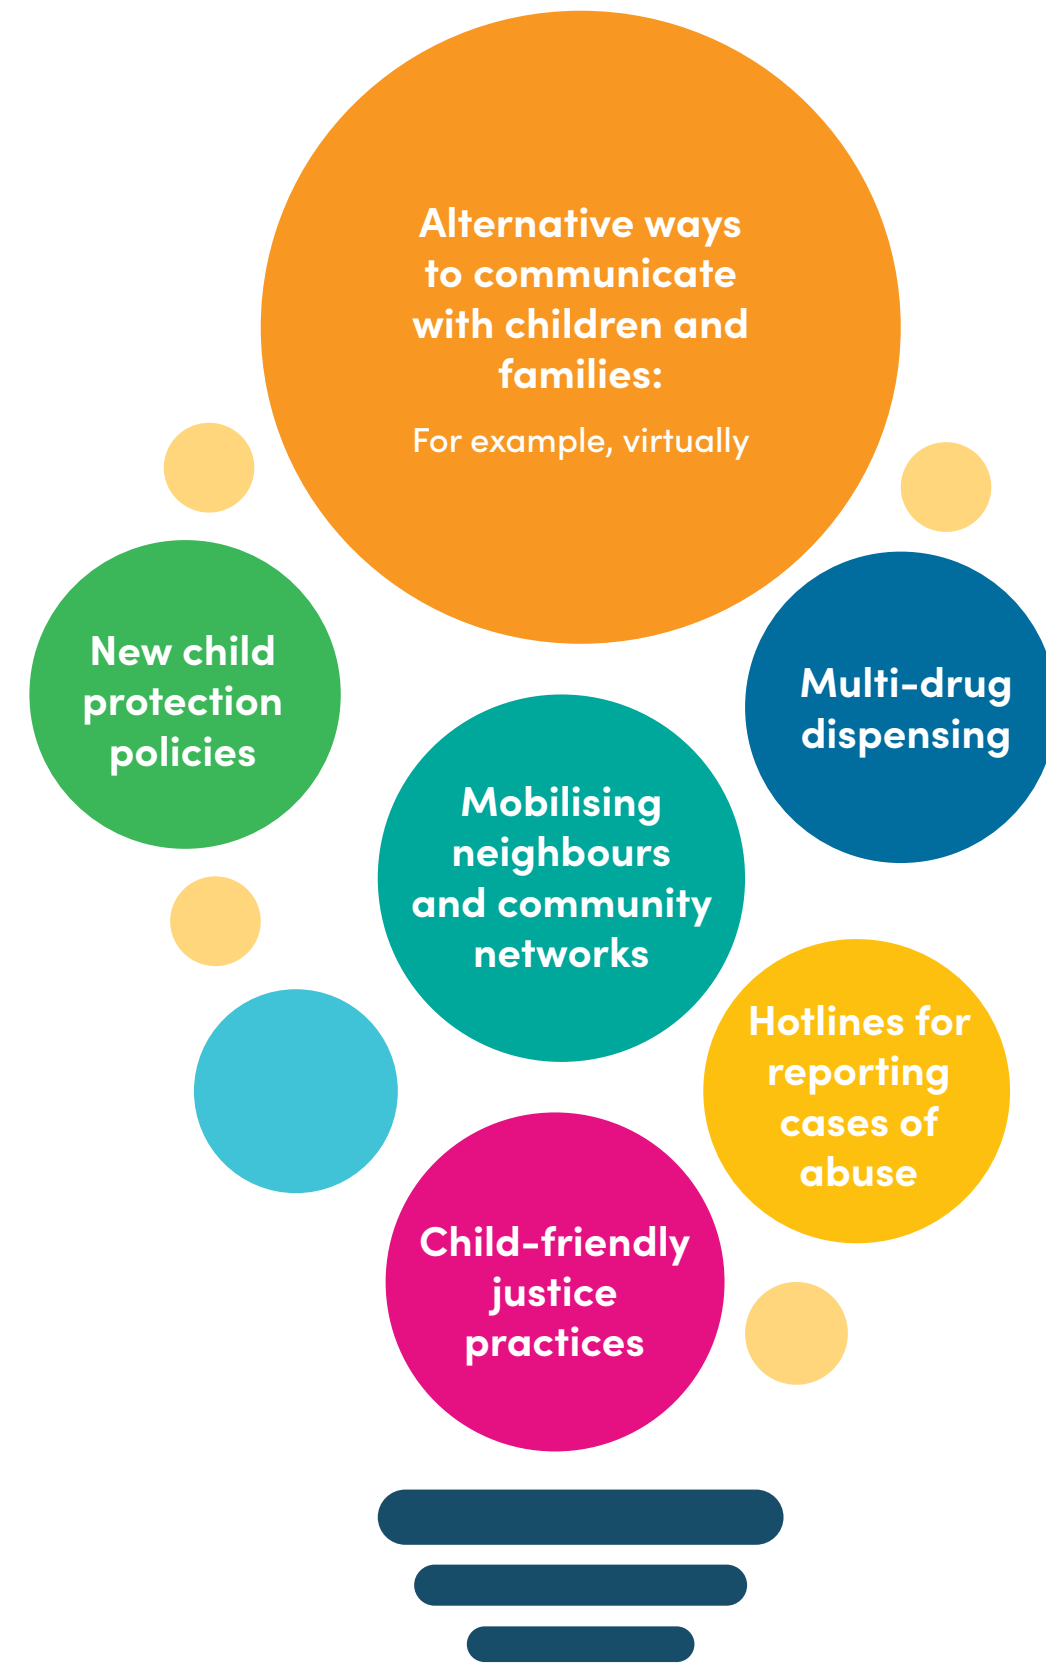 Alternative ways
to communicate
with children and
families:
For example, virtually
New child
protection
policies
Multi-drug
dispensing
Mobilising
neighbours
and community
networks
Hotlines for
reporting
cases of
abuse
Child-friendly
justice
practices